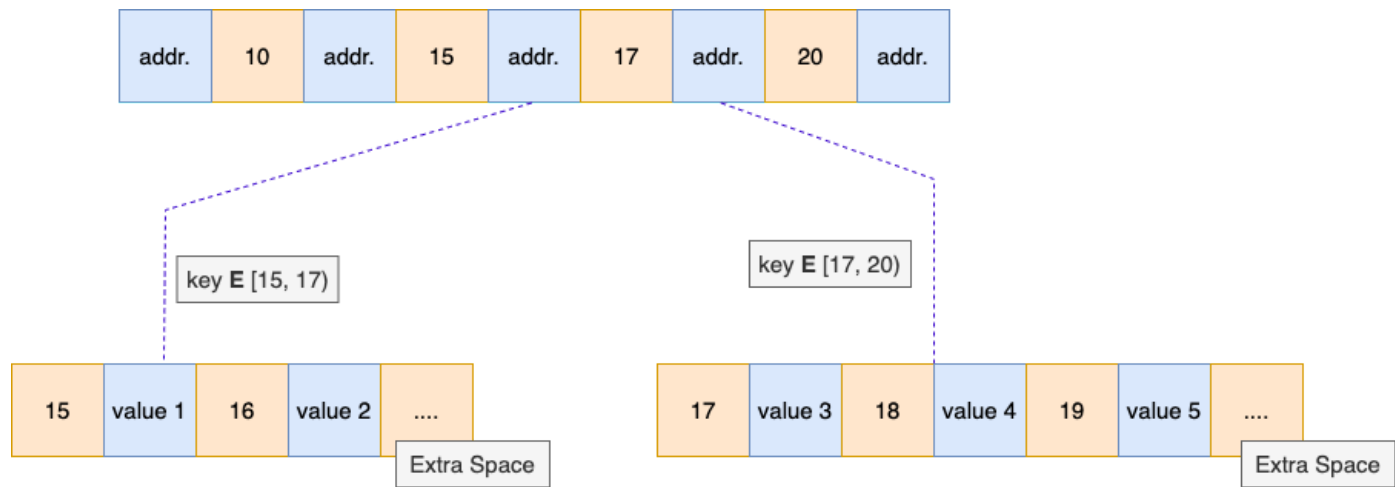 addr. 10 addr. 15 addr. 17 addr. 20 addr.
key E [15, 17)
key E [17, 20)
15 value 1 16 value 2 ....
Extra Space
17 value 3 18 value 4 19 value 5 ....
Extra Space